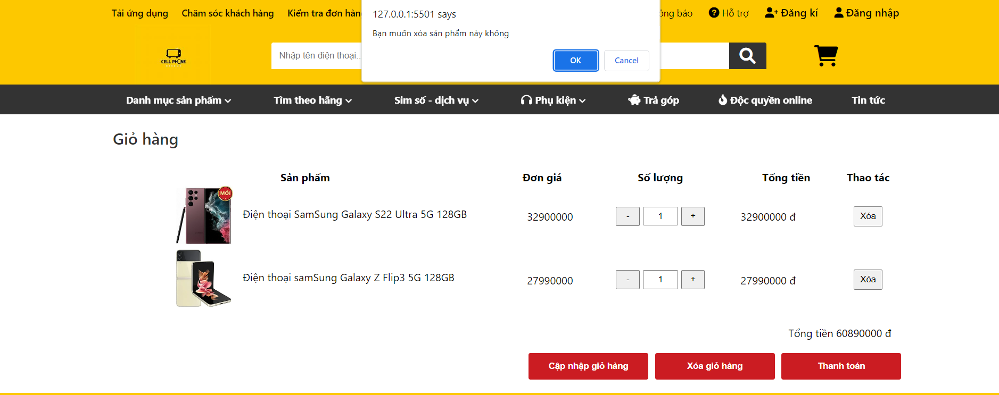 Tải ứng dụng Chăm sóc khách hàng Kiểm tra đơn hàng
127.0.0.1:5501 says
Bạn muốn xóa sản phẩm này không
OK Cancel
báo Hỗ trợ Đăng kí Đăng nhập
CELL PHONE
Nhập tên điện thoại..
Danh mục sản phẩm Tìm theo hãng Sim số - dịch vụ Phụ kiện Trả góp Độc quyền online Tin tức
Giỏ hàng
Sản phẩm Đơn giá Số lượng Tổng tiền Thao tác
MỚI
Điện thoại SamSung Galaxy S22 Ultra 5G 128GB 32900000 - 1 + 32900000 đ Xóa
Điện thoại samSung Galaxy Z Flip3 5G 128GB 27990000 - 1 + 27990000 đ Xóa
Tổng tiền 60890000 đ
Cập nhập giỏ hàng Xóa giỏ hàng Thanh toán